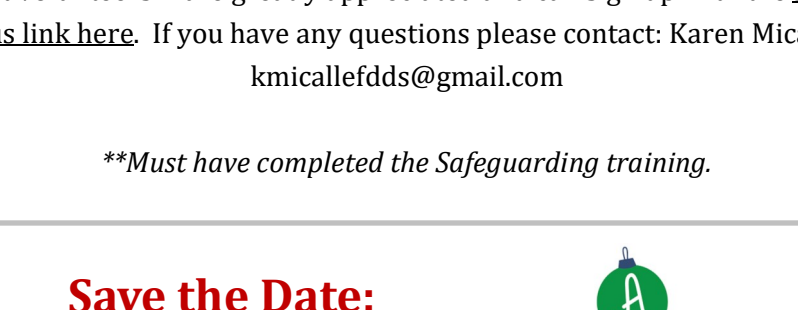 us link here. If you have any questions please contact: Karen
kmicallefdds@gmail.com
**Must have completed the Safeguarding training.
Save the Date:
A